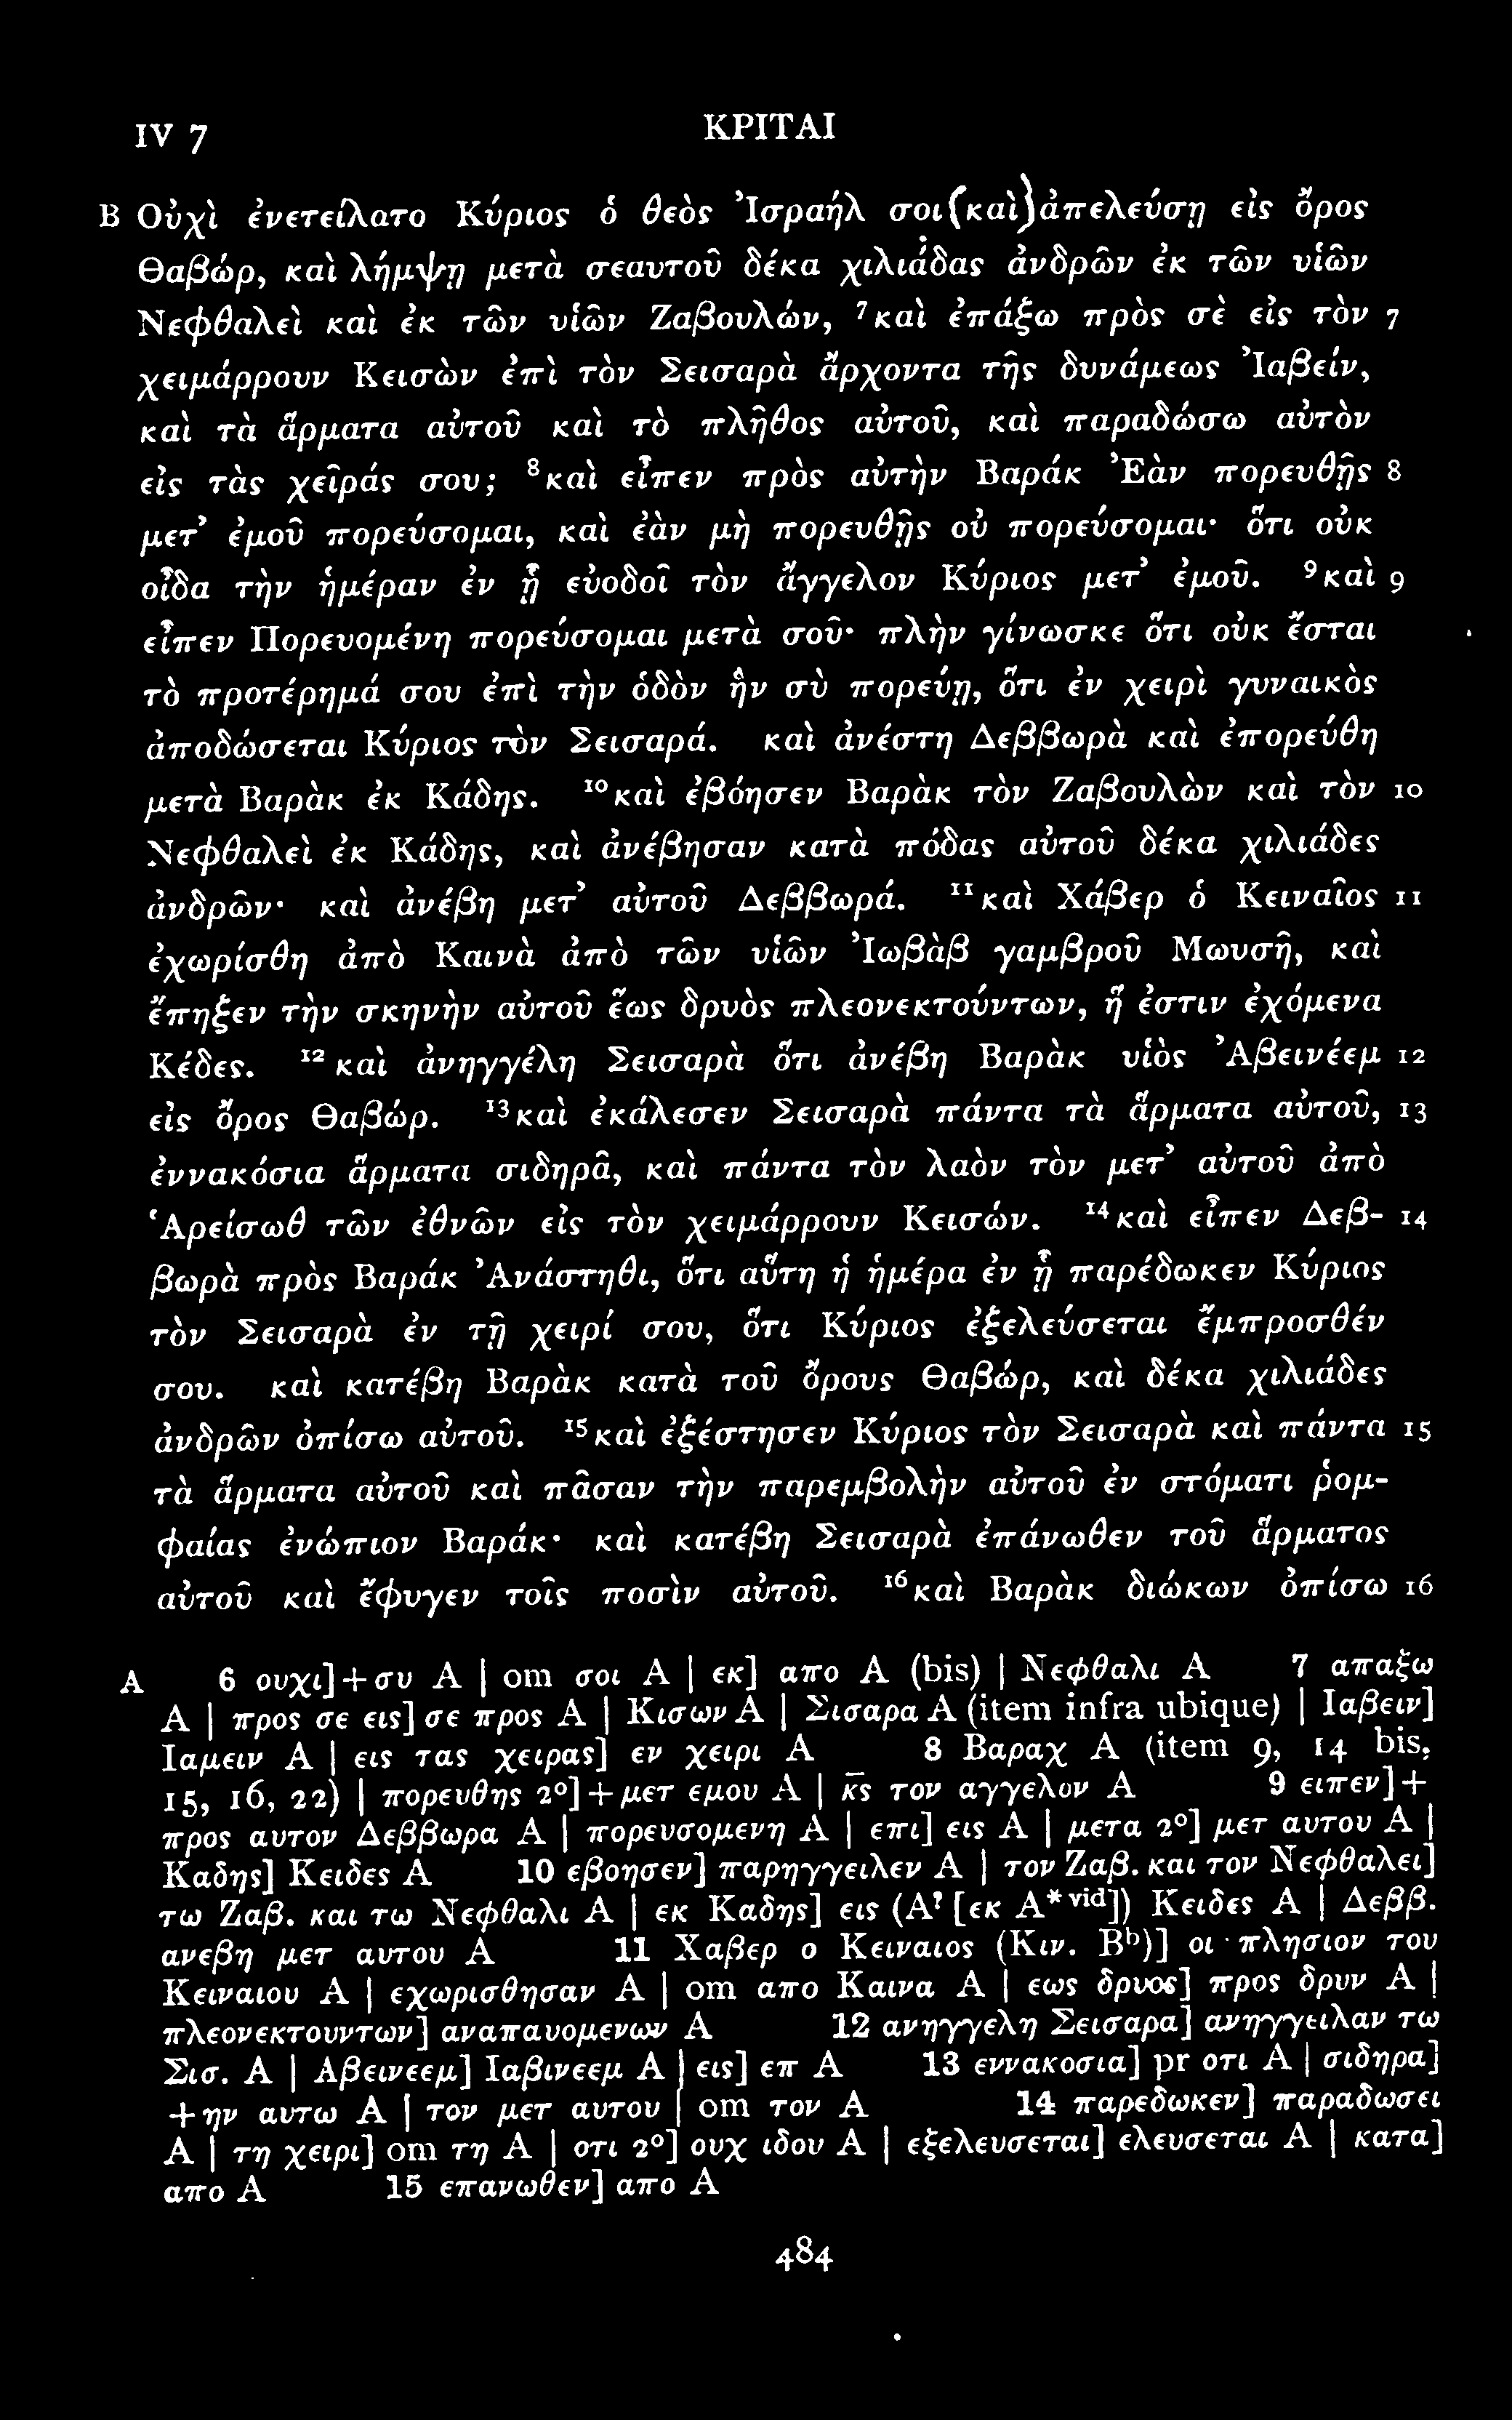 IV 7 ΚΡΙΤΑΙ
B Οὐχὶ ἐνετείλατο Κύριος ὁ θεὸς Ἰσραήλ σοι (καὶ) ἀπελεύσῃ εἰς ὄρος
Θαβώρ, καὶ λήμψῃ μετὰ σεαυτοῦ δέκα χιλιάδας ἀνδρῶν ἐκ τῶν υἱῶν
Νεφθαλεὶ καὶ ἐκ τῶν υἱῶν Ζαβουλών, ⁷καὶ ἐπάξω πρὸς σὲ εἰς τὸν 7
χειμάρρουν Κεισὼν ἐπὶ τὸν Σεισαρὰ ἄρχοντα τῆς δυνάμεως Ἰαβείν,
καὶ τὰ ἅρματα αὐτοῦ καὶ τὸ πλῆθος αὐτοῦ, καὶ παραδώσω αὐτὸν
εἰς τὰς χεῖράς σου; ⁸καὶ εἶπεν πρὸς αὐτὴν Βαράκ Ἐὰν πορευθῇς 8
μετ᾽ ἐμοῦ πορεύσομαι, καὶ ἐὰν μὴ πορευθῇς οὐ πορεύσομαι· ὅτι οὐκ
οἶδα τὴν ἡμέραν ἐν ᾗ εὐοδοῖ τὸν ἄγγελον Κύριος μετ᾽ ἐμοῦ. ⁹καὶ 9
εἶπεν Πορευομένη πορεύσομαι μετὰ σοῦ· πλὴν γίνωσκε ὅτι οὐκ ἔσται
τὸ προτέρημά σου ἐπὶ τὴν ὁδὸν ἣν σὺ πορεύῃ, ὅτι ἐν χειρὶ γυναικὸς
ἀποδώσεται Κύριος τὸν Σεισαρά. καὶ ἀνέστη Δεββωρὰ καὶ ἐπορεύθη
μετὰ Βαρὰκ ἐκ Κάδης. ¹⁰καὶ ἐβόησεν Βαρὰκ τὸν Ζαβουλὼν καὶ τὸν 10
Νεφθαλεὶ ἐκ Κάδης, καὶ ἀνέβησαν κατὰ πόδας αὐτοῦ δέκα χιλιάδες
ἀνδρῶν· καὶ ἀνέβη μετ᾽ αὐτοῦ Δεββωρά. ¹¹καὶ Χάβερ ὁ Κειναῖος 11
ἐχωρίσθη ἀπὸ Καινὰ ἀπὸ τῶν υἱῶν Ἰωβὰβ γαμβροῦ Μωυσῆ, καὶ
ἔπηξεν τὴν σκηνὴν αὐτοῦ ἕως δρυὸς πλεονεκτούντων, ἥ ἐστιν ἐχόμενα
Κέδες. ¹²καὶ ἀνηγγέλη Σεισαρὰ ὅτι ἀνέβη Βαρὰκ υἱὸς Ἀβεινέεμ 12
εἰς ὄρος Θαβώρ. ¹³καὶ ἐκάλεσεν Σεισαρὰ πάντα τὰ ἅρματα αὐτοῦ, 13
ἐννακόσια ἅρματα σιδηρᾶ, καὶ πάντα τὸν λαὸν τὸν μετ᾽ αὐτοῦ ἀπὸ
Ἁρείσωθ τῶν ἐθνῶν εἰς τὸν χειμάρρουν Κεισών. ¹⁴καὶ εἶπεν Δεβ- 14
βωρὰ πρὸς Βαράκ Ἀνάστηθι, ὅτι αὕτη ἡ ἡμέρα ἐν ᾗ παρέδωκεν Κύριος
τὸν Σεισαρὰ ἐν τῇ χειρί σου, ὅτι Κύριος ἐξελεύσεται ἔμπροσθέν
σου. καὶ κατέβη Βαρὰκ κατὰ τοῦ ὄρους Θαβώρ, καὶ δέκα χιλιάδες
ἀνδρῶν ὀπίσω αὐτοῦ. ¹⁵καὶ ἐξέστησεν Κύριος τὸν Σεισαρὰ καὶ πάντα 15
τὰ ἅρματα αὐτοῦ καὶ πᾶσαν τὴν παρεμβολὴν αὐτοῦ ἐν στόματι ῥομ-
φαίας ἐνώπιον Βαράκ· καὶ κατέβη Σεισαρὰ ἐπάνωθεν τοῦ ἅρματος
αὐτοῦ καὶ ἔφυγεν τοῖς ποσὶν αὐτοῦ. ¹⁶καὶ Βαρὰκ διώκων ὀπίσω 16
A 6 ουχι] + συ A | om σοι A | εκ] απο A (bis) | Νεφθαλι A 7 απαξω
A | προς σε εις] σε προς A | Κισων A | Σισαρα A (item infra ubique) | Ιαβειν]
Ιαμειν A | εις τας χειρας] εν χειρι A 8 Βαραχ A (item 9, 14 bis,
15, 16, 22) | πορευθης 2°] + μετ εμου A | κ̅ς̅ τον αγγελον A 9 ειπεν] +
προς αυτον Δεββωρα A | πορευσομενη A | επι] εις A | μετα 2°] μετ αυτου A |
Καδης] Κειδες A 10 εβοησεν] παρηγγειλεν A | τον Ζαβ. και τον Νεφθαλει]
τω Ζαβ. και τω Νεφθαλι A | εκ Καδης] εις (A? [εκ A*vid]) Κειδες A | Δεββ.
ανεβη μετ αυτου A 11 Χαβερ ο Κειναιος (Κιν. Bᵇ)] οι πλησιον του
Κειναιου A | εχωρισθησαν A | om απο Καινα A | εως δρυος] προς δρυν A |
πλεονεκτουντων] αναπαυομενων A 12 ανηγγελη Σεισαρα] ανηγγειλαν τω
Σισ. A | Αβεινεεμ] Ιαβινεεμ A | εις] επ A 13 εννακοσια] pr οτι A | σιδηρα]
+ ην αυτω A | τον μετ αυτου | om τον A 14 παρεδωκεν] παραδωσει
A | τη χειρι] om τη A | οτι 2°] ουχ ιδου A | εξελευσεται] ελευσεται A | κατα]
απο A 15 επανωθεν] απο A
484